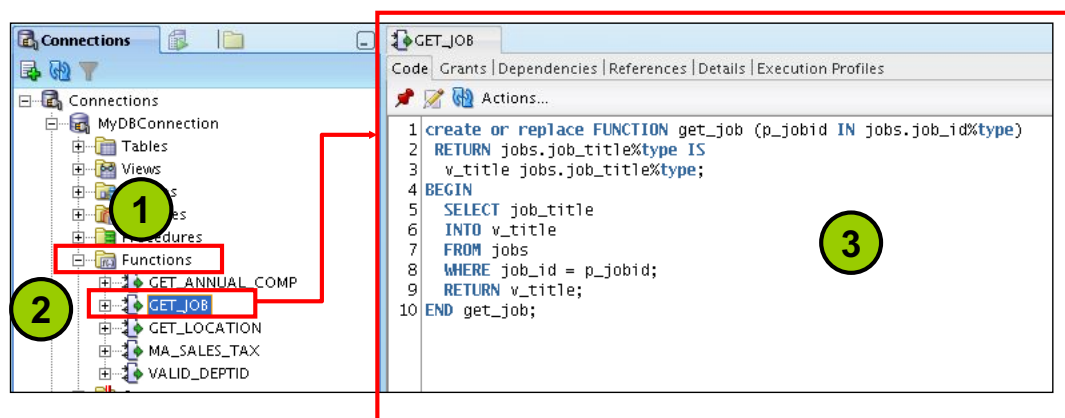 Connections
Connections
MyDBConnection
Tables
Views
1
Functions
2
GET_ANNUAL_COMP
GET_JOB
GET_LOCATION
MA_SALES_TAX
VALID_DEPTID
GET_JOB
Code Grants | Dependencies | References | Details | Execution Profiles
Actions...
1 create or replace FUNCTION get_job (p_jobid IN jobs.job_id%type)
2 RETURN jobs.job_title%type IS
3 v_title jobs.job_title%type;
4 BEGIN
5 SELECT job_title
6 INTO v_title
7 FROM jobs
8 WHERE job_id = p_jobid;
9 RETURN v_title;
10 END get_job;
3